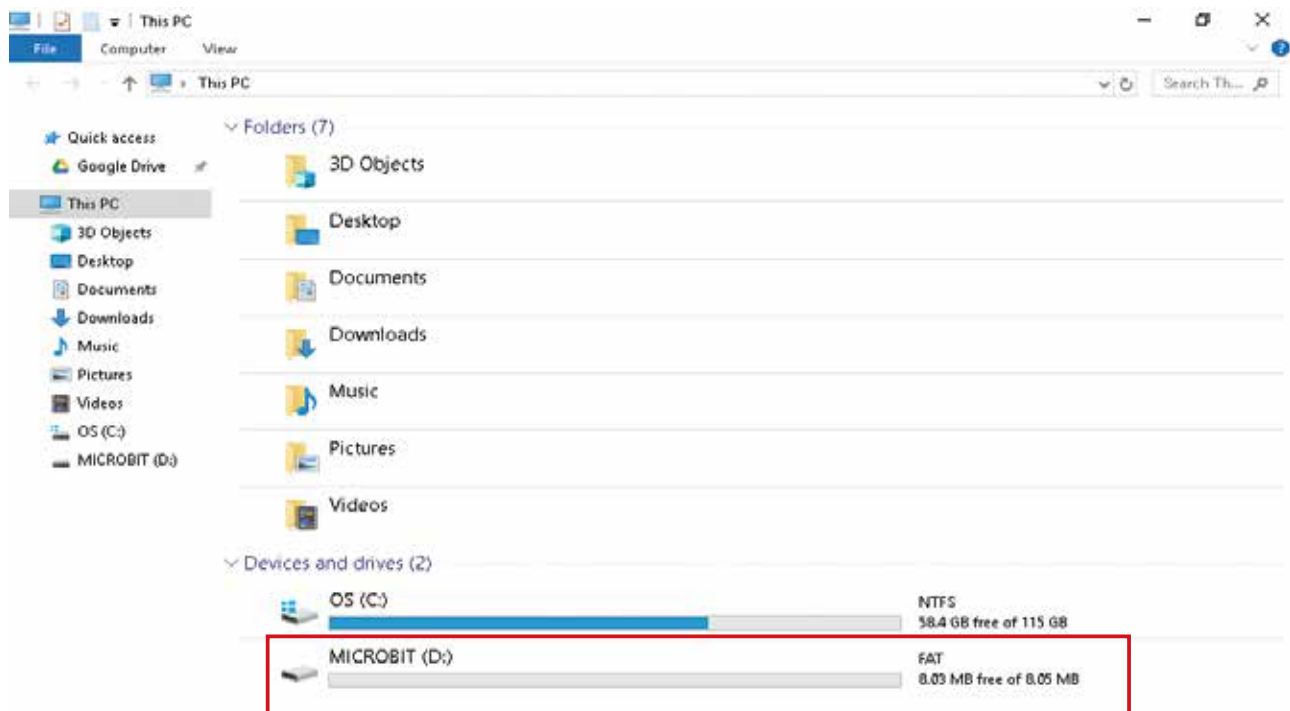 This PC
File Computer View
This PC Search Th...
Quick access
Google Drive
This PC
3D Objects
Desktop
Documents
Downloads
Music
Pictures
Videos
OS (C:)
MICROBIT (D:)
Folders (7)
3D Objects
Desktop
Documents
Downloads
Music
Pictures
Videos
Devices and drives (2)
OS (C:)
NTFS
58.4 GB free of 115 GB
MICROBIT (D:)
FAT
8.03 MB free of 8.05 MB